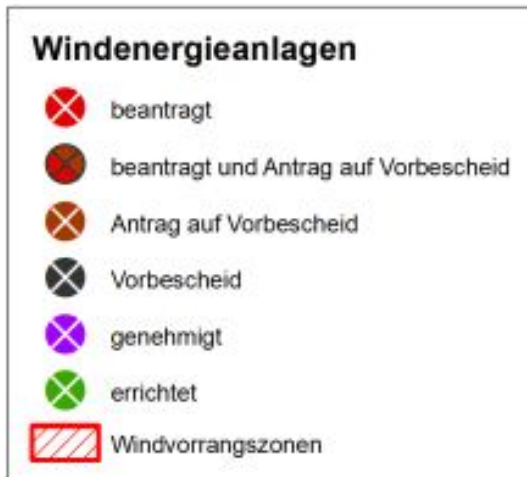 Windenergieanlagen
beantragt
beantragt und Antrag auf Vorbescheid
Antrag auf Vorbescheid
Vorbescheid
genehmigt
errichtet
Windvorrangszonen